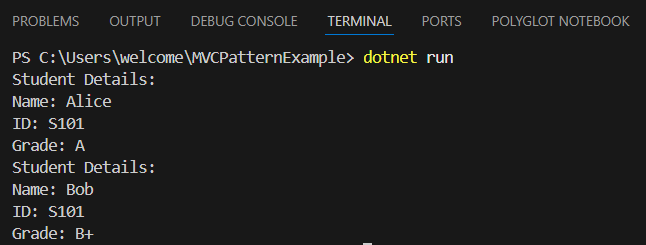 PROBLEMS OUTPUT DEBUG CONSOLE TERMINAL PORTS POLYGLOT NOTEBOOK
PS C:\Users\welcome\MVCPatternExample> dotnet run
Student Details:
Name: Alice
ID: S101
Grade: A
Student Details:
Name: Bob
ID: S101
Grade: B+